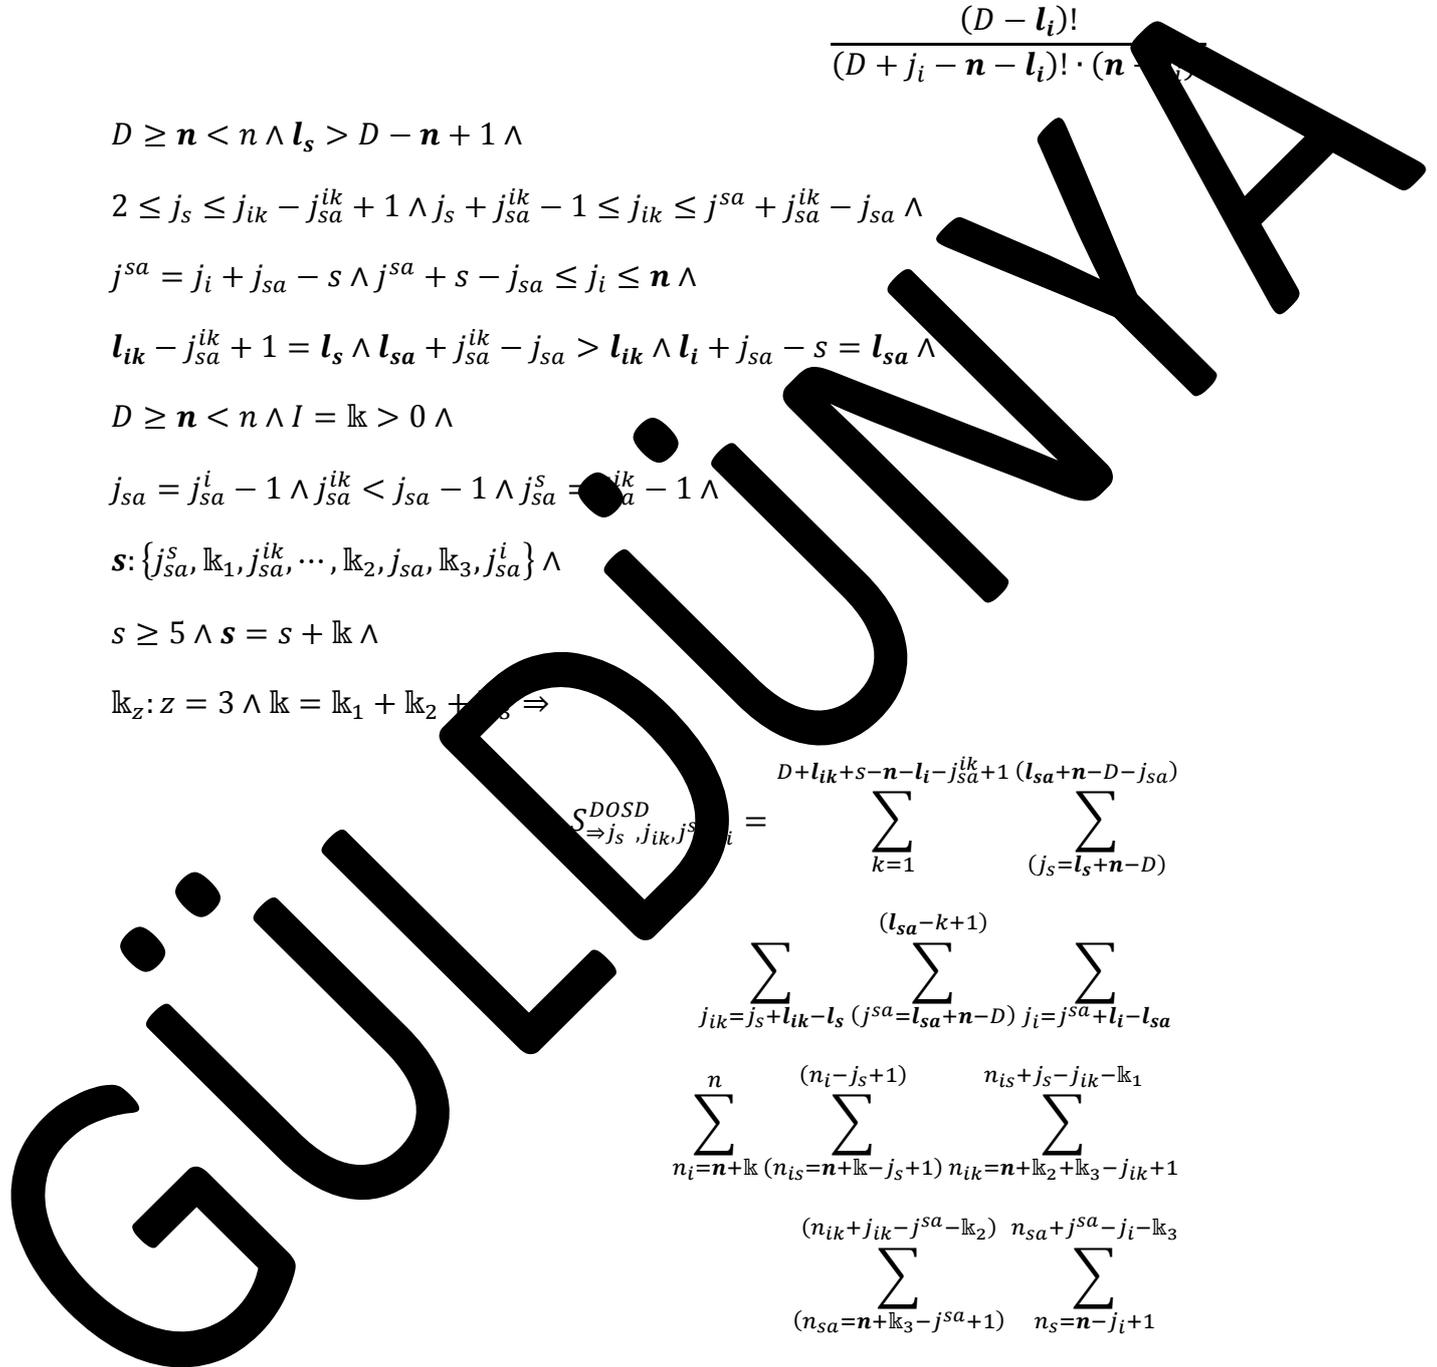 (D − l_i)!
(D + j_i − n − l_i)! · (n
D ≥ n < n ∧ l_s > D − n + 1 ∧
2 ≤ j_s ≤ j_ik − j_sa^ik + 1 ∧ j_s + j_sa^ik − 1 ≤ j_ik ≤ j^sa + j_sa^ik − j_sa ∧
j^sa = j_i + j_sa − s ∧ j^sa + s − j_sa ≤ j_i ≤ n ∧
l_ik − j_sa^ik + 1 = l_s ∧ l_sa + j_sa^ik − j_sa > l_ik ∧ l_i + j_sa − s = l_sa ∧
D ≥ n < n ∧ I = 𝕜 > 0 ∧
j_sa = j_sa^i − 1 ∧ j_sa^ik < j_sa − 1 ∧ j_sa^s = − 1 ∧
s: {j_sa^s, 𝕜_1, j_sa^ik, ⋯ , 𝕜_2, j_sa, 𝕜_3, j_sa^i} ∧
s ≥ 5 ∧ s = s + 𝕜 ∧
𝕜_z: z = 3 ∧ 𝕜 = 𝕜_1 + 𝕜_2 + ⇒
D+l_ik+s−n−l_i−j_sa^ik+1 (l_sa+n−D−j_sa)
S^DOSD_⇒j_s ,j_ik, = ∑ ∑
k=1 (j_s=l_s+n−D)
(l_sa−k+1)
∑ ∑ ∑
j_ik=j_s+l_ik−l_s (j^sa=l_sa+n−D) j_i=j^sa+l_i−l_sa
n (n_i−j_s+1) n_is+j_s−j_ik−𝕜_1
∑ ∑ ∑
n_i=n+𝕜 (n_is=n+𝕜−j_s+1) n_ik=n+𝕜_2+𝕜_3−j_ik+1
(n_ik+j_ik−j^sa−𝕜_2) n_sa+j^sa−j_i−𝕜_3
∑ ∑
(n_sa=n+𝕜_3−j^sa+1) n_s=n−j_i+1
GÜLDÜNYA